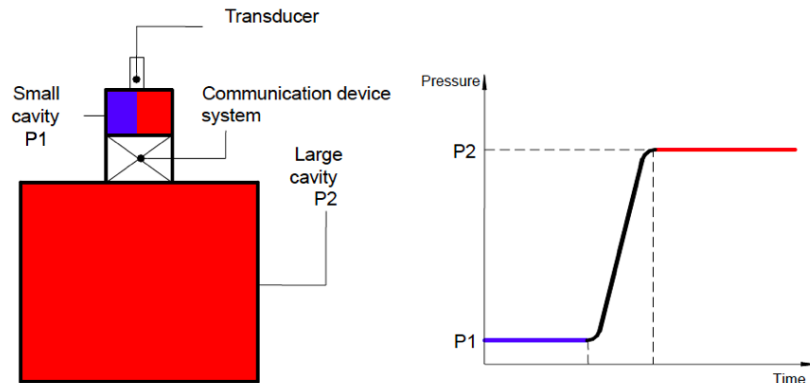 Transducer
Small
cavity
P1
Communication device
system
Large
cavity
P2
Pressure
P2
P1
Time